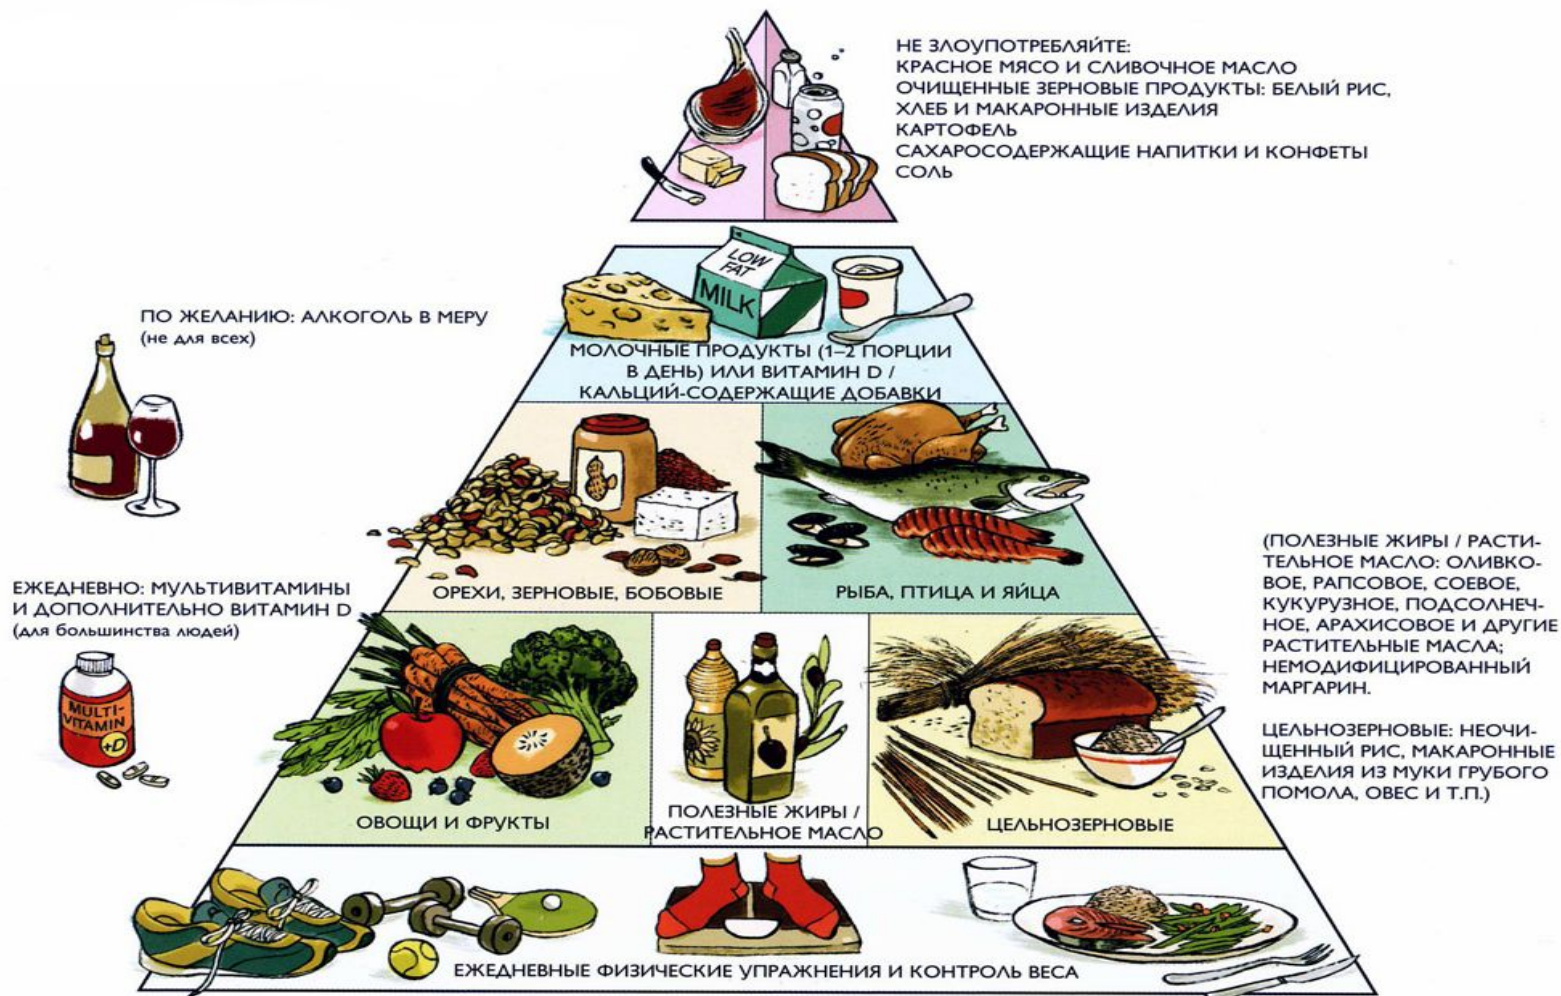 НЕ ЗЛОУПОТРЕБЛЯЙТЕ:
КРАСНОЕ МЯСО И СЛИВОЧНОЕ МАСЛО
ОЧИЩЕННЫЕ ЗЕРНОВЫЕ ПРОДУКТЫ: БЕЛЫЙ РИС,
ХЛЕБ И МАКАРОННЫЕ ИЗДЕЛИЯ
КАРТОФЕЛЬ
САХАРОСОДЕРЖАЩИЕ НАПИТКИ И КОНФЕТЫ
СОЛЬ
LOW
FAT
MILK
МОЛОЧНЫЕ ПРОДУКТЫ (1–2 ПОРЦИИ
В ДЕНЬ) ИЛИ ВИТАМИН D /
КАЛЬЦИЙ-СОДЕРЖАЩИЕ ДОБАВКИ
ПО ЖЕЛАНИЮ: АЛКОГОЛЬ В МЕРУ
(не для всех)
ОРЕХИ, ЗЕРНОВЫЕ, БОБОВЫЕ
РЫБА, ПТИЦА И ЯЙЦА
ЕЖЕДНЕВНО: МУЛЬТИВИТАМИНЫ
И ДОПОЛНИТЕЛЬНО ВИТАМИН D
(для большинства людей)
MULTI-
VITAMIN
+D
ОВОЩИ И ФРУКТЫ
ПОЛЕЗНЫЕ ЖИРЫ /
РАСТИТЕЛЬНОЕ МАСЛО
ЦЕЛЬНОЗЕРНОВЫЕ
(ПОЛЕЗНЫЕ ЖИРЫ / РАСТИ-
ТЕЛЬНОЕ МАСЛО: ОЛИВКО-
ВОЕ, РАПСОВОЕ, СОЕВОЕ,
КУКУРУЗНОЕ, ПОДСОЛНЕЧ-
НОЕ, АРАХИСОВОЕ И ДРУГИЕ
РАСТИТЕЛЬНЫЕ МАСЛА;
НЕМОДИФИЦИРОВАННЫЙ
МАРГАРИН.
ЦЕЛЬНОЗЕРНОВЫЕ: НЕОЧИ-
ЩЕННЫЙ РИС, МАКАРОННЫЕ
ИЗДЕЛИЯ ИЗ МУКИ ГРУБОГО
ПОМОЛА, ОВЕС И Т.П.)
ЕЖЕДНЕВНЫЕ ФИЗИЧЕСКИЕ УПРАЖНЕНИЯ И КОНТРОЛЬ ВЕСА